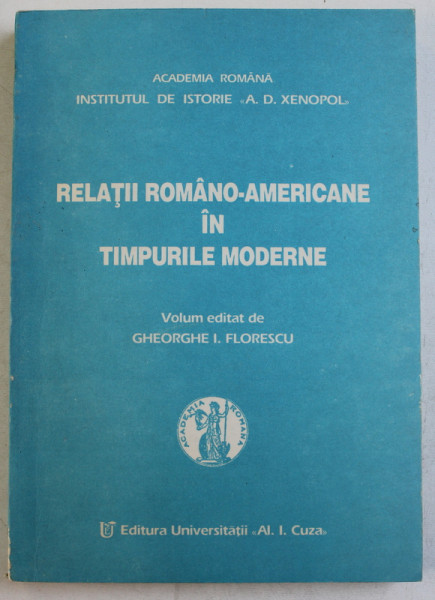 ACADEMIA ROMÂNĂ
INSTITUTUL DE ISTORIE «A. D. XENOPOL»
RELAŢII ROMÂNO-AMERICANE
ÎN
TIMPURILE MODERNE
Volum editat de
GHEORGHE I. FLORESCU
ACADEMIA ROMANA
Editura Universităţii «Al. I. Cuza»